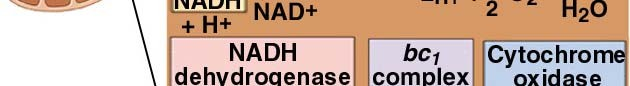 NADH
+ H+
NAD+
2
H₂O
NADH
dehydrogenase
bc₁
complex
Cytochrome
oxidase